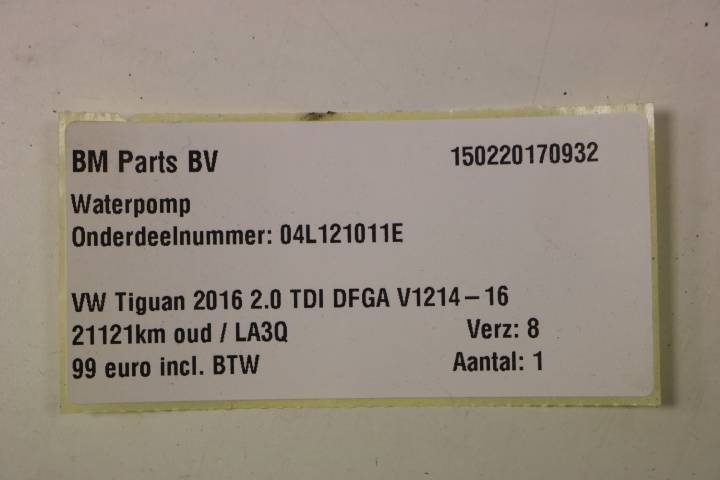 BM Parts BV 150220170932
Waterpomp
Onderdeelnummer: 04L121011E
VW Tiguan 2016 2.0 TDI DFGA V1214-16
21121km oud / LA3Q Verz: 8
99 euro incl. BTW Aantal: 1